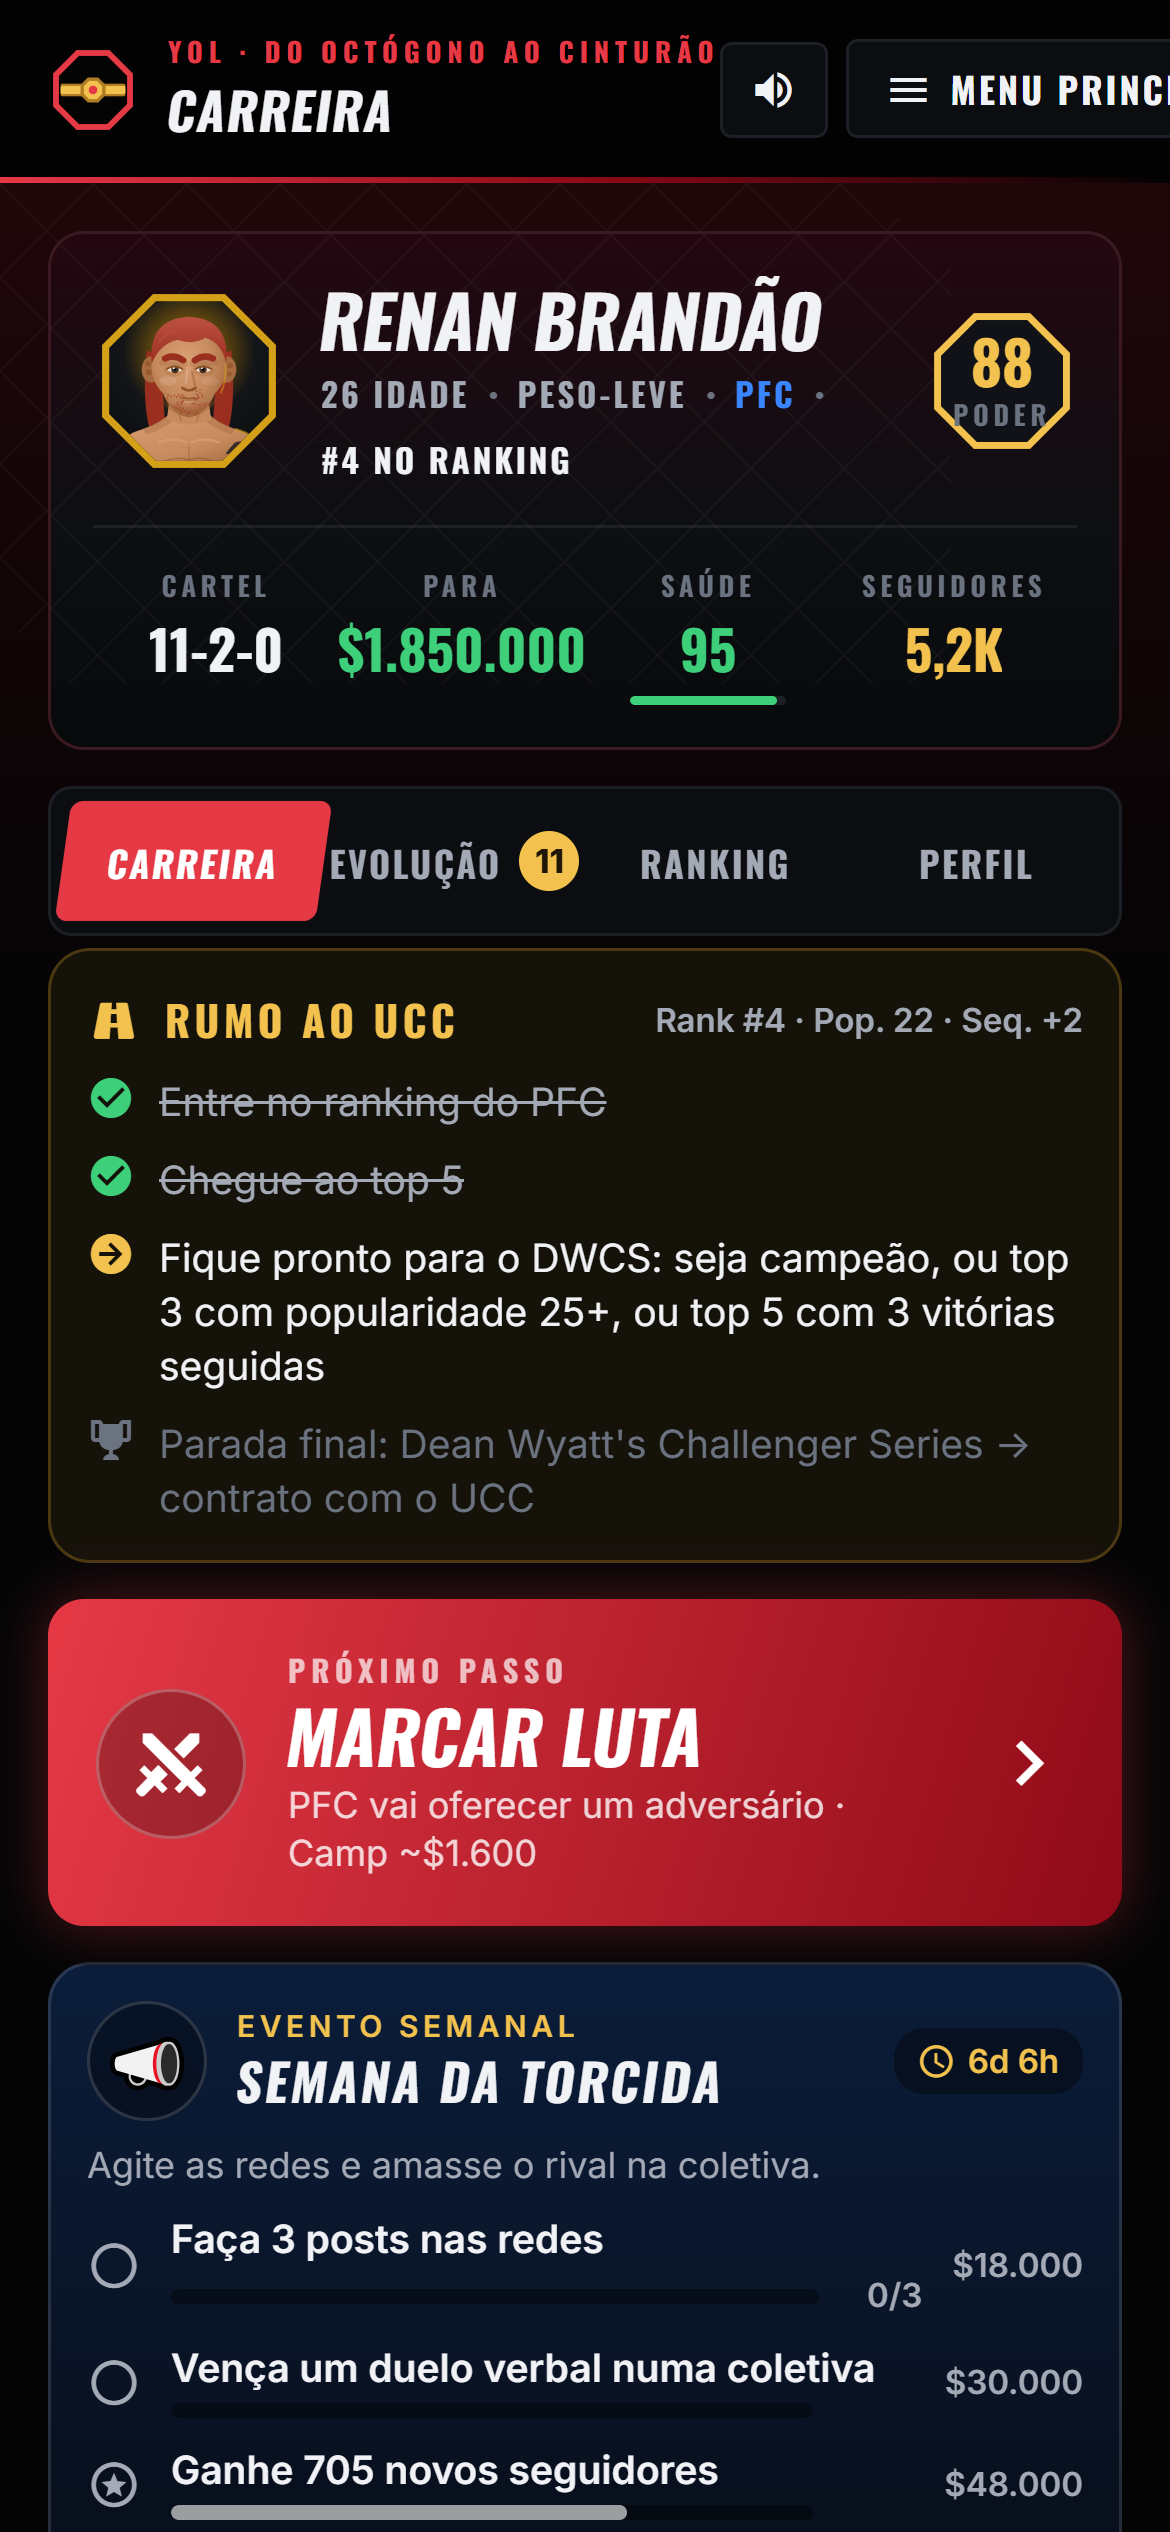 YOL · DO OCTÓGONO AO CINTURÃO
CARREIRA
MENU PRINCI
RENAN BRANDÃO
26 IDADE · PESO-LEVE · PFC ·
#4 NO RANKING
88
PODER
CARTEL
11-2-0
PARA
$1.850.000
SAÚDE
95
SEGUIDORES
5,2K
CARREIRA
EVOLUÇÃO 11
RANKING
PERFIL
RUMO AO UCC
Rank #4 · Pop. 22 · Seq. +2
Entre no ranking do PFC
Chegue ao top 5
Fique pronto para o DWCS: seja campeão, ou top
3 com popularidade 25+, ou top 5 com 3 vitórias
seguidas
Parada final: Dean Wyatt's Challenger Series →
contrato com o UCC
PRÓXIMO PASSO
MARCAR LUTA
PFC vai oferecer um adversário ·
Camp ~$1.600
EVENTO SEMANAL
SEMANA DA TORCIDA
6d 6h
Agite as redes e amasse o rival na coletiva.
Faça 3 posts nas redes
0/3
$18.000
Vença um duelo verbal numa coletiva
$30.000
Ganhe 705 novos seguidores
$48.000